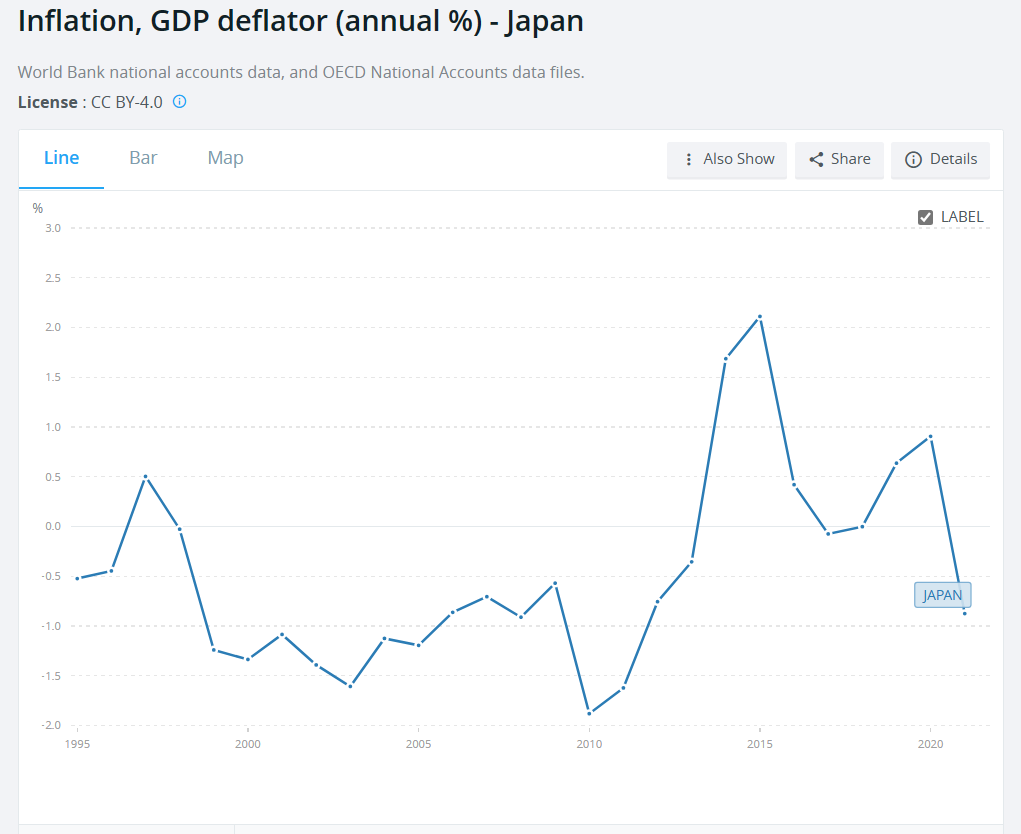 Inflation, GDP deflator (annual %) - Japan
World Bank national accounts data, and OECD National Accounts data files.
License : CC BY-4.0
Line Bar Map Also Show Share Details
%
LABEL
3.0
2.5
2.0
1.5
1.0
0.5
0.0
-0.5
JAPAN
-1.0
-1.5
-2.0
1995 2000 2005 2010 2015 2020